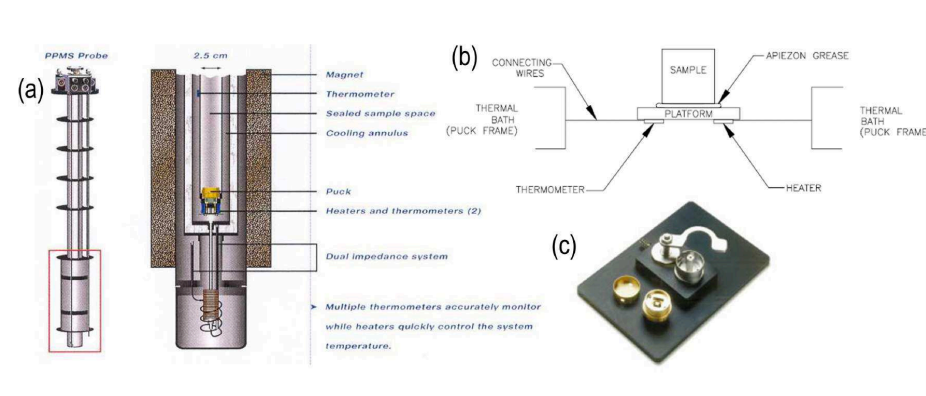 (a)
PPMS Probe
2.5 cm
Magnet
Thermometer
Sealed sample space
Cooling annulus
Puck
Heaters and thermometers (2)
Dual impedance system
Multiple thermometers accurately monitor
while heaters quickly control the system
temperature.
(b)
CONNECTING
WIRES
SAMPLE
APIEZON GREASE
THERMAL
BATH
(PUCK FRAME)
PLATFORM
THERMAL
BATH
(PUCK FRAME
THERMOMETER
HEATER
(c)